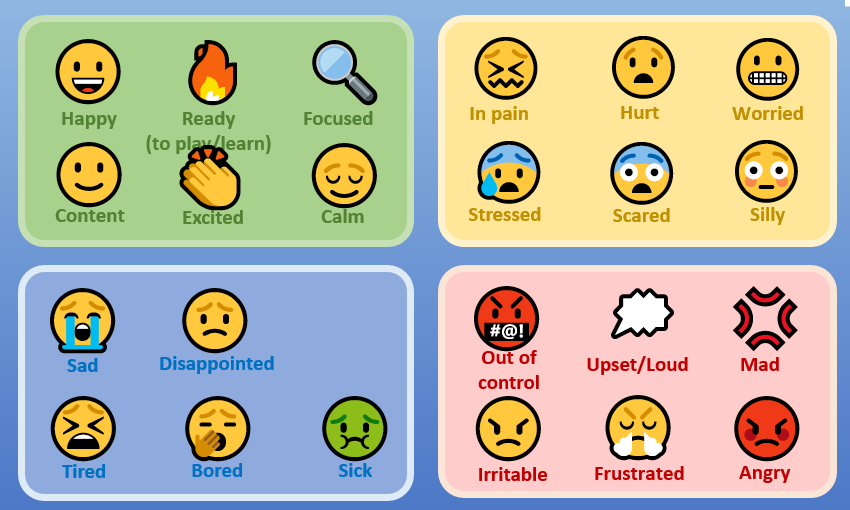 Happy
Ready
(to play/learn)
Focused
Content
Excited
Calm
In pain
Hurt
Worried
Stressed
Scared
Silly
Sad
Disappointed
Tired
Bored
Sick
#@!
Out of
control
Upset/Loud
Mad
Irritable
Frustrated
Angry